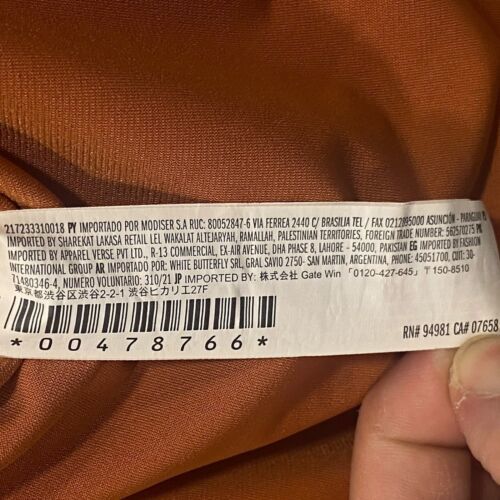 217233310018 PY IMPORTADO POR MODISER S.A RUC: 80052847-6 VIA FERREA 2440 C/ BRASILIA TEL / FAX 0212895000 ASUNCIÓN - PARAGUAY
IMPORTED BY SHAREKAT LAKASA RETAIL LEL WAKALAT ALTEJARYAH, RAMALLAH, PALESTINIAN TERRITORIES, FOREIGN TRADE NUMBER: 562570275 PK
IMPORTED BY APPAREL VERSE PVT LTD., R-13 COMMERCIAL, EX-AIR AVENUE, DHA PHASE 8, LAHORE - 54000, PAKISTAN EG IMPORTED BY FASHION
INTERNATIONAL GROUP AR IMPORTADO POR: WHITE BUTTERFLY SRL, GRAL SAVIO 2750- SAN MARTIN, ARGENTINA, PHONE: 45051700, CUIT: 30-
71480346-4, NUMERO VOLUNTARIO: 310/21 JP IMPORTED BY: 株式会社 Gate Win 「0120-427-645」 〒150-8510
東京都渋谷区渋谷2-2-1 渋谷ヒカリエ27F
*00478766*
RN# 94981 CA# 07658